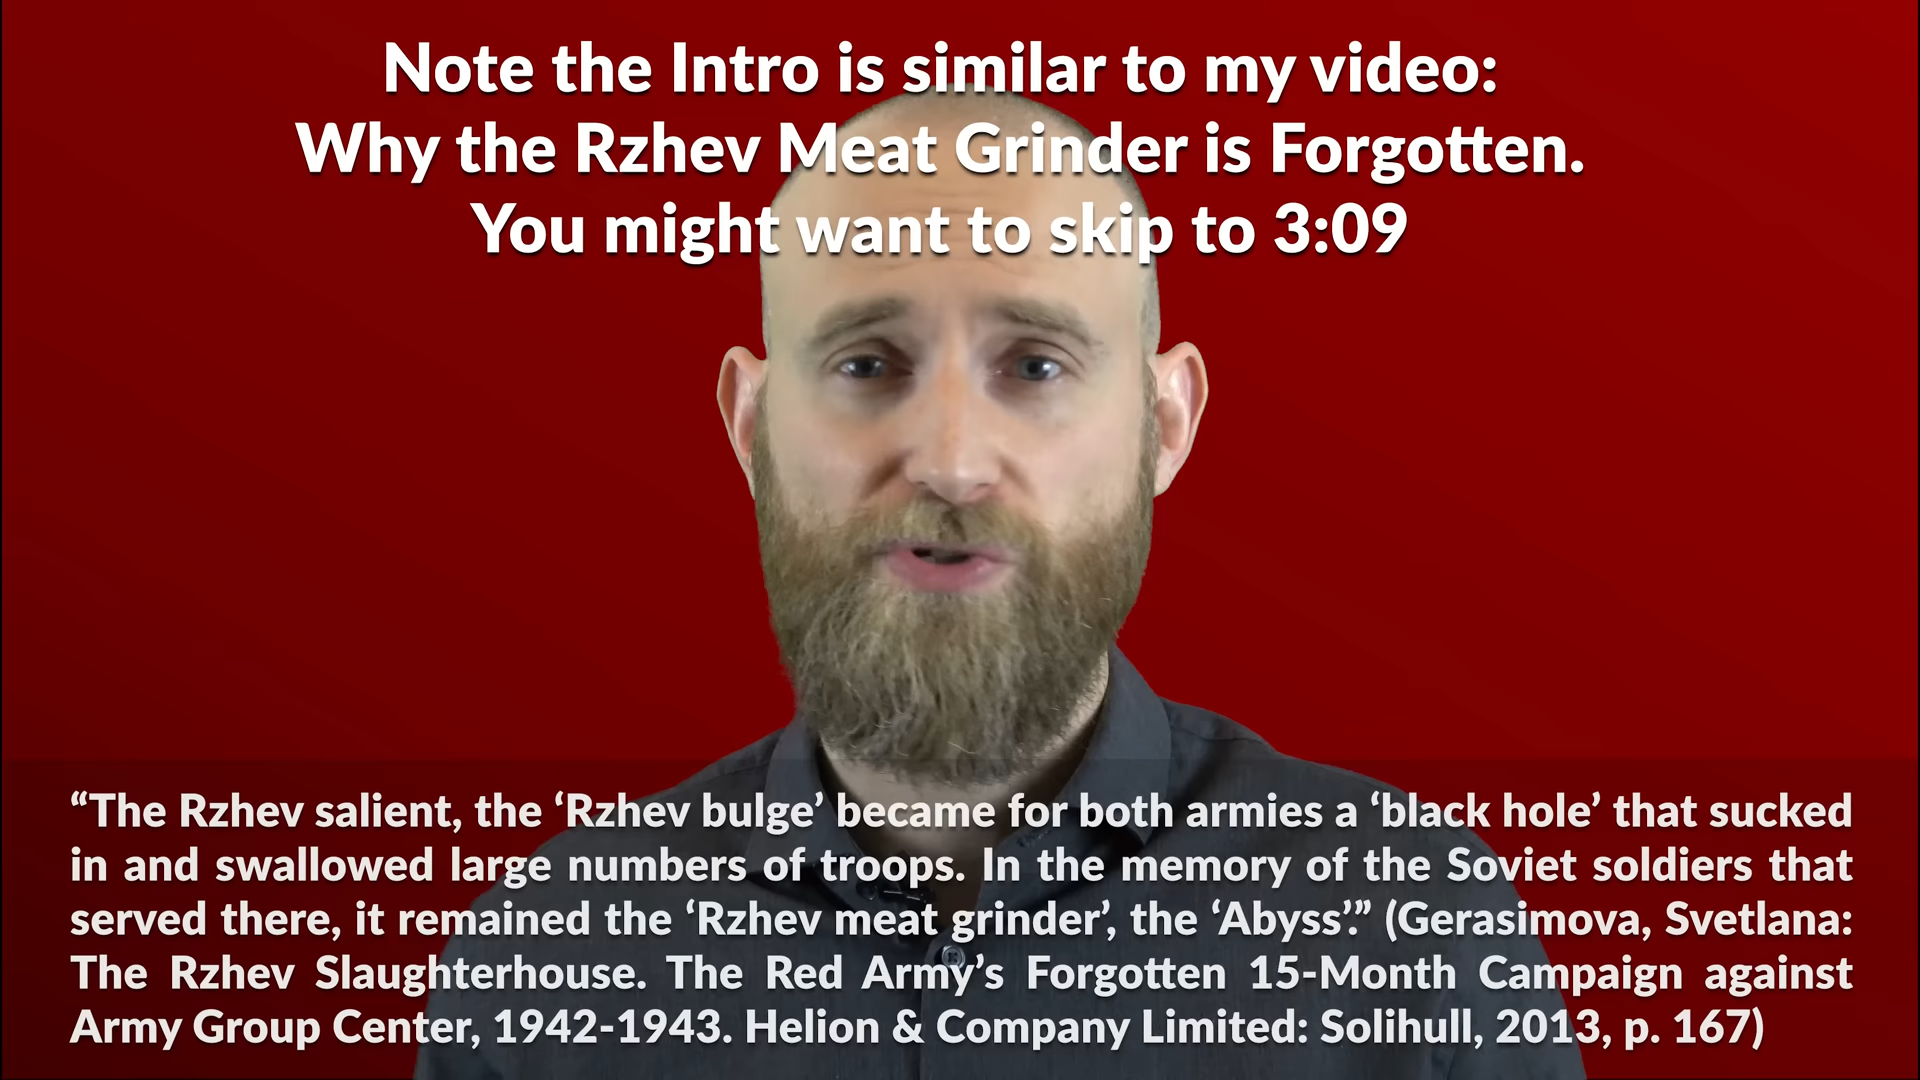 Note the Intro is similar to my video:
Why the Rzhev Meat Grinder is Forgotten.
You might want to skip to 3:09
“The Rzhev salient, the ‘Rzhev bulge’ became for both armies a ‘black hole’ that sucked
in and swallowed large numbers of troops. In the memory of the Soviet soldiers that
served there, it remained the ‘Rzhev meat grinder’, the ‘Abyss’.” (Gerasimova, Svetlana:
The Rzhev Slaughterhouse. The Red Army’s Forgotten 15-Month Campaign against
Army Group Center, 1942-1943. Helion & Company Limited: Solihull, 2013, p. 167)